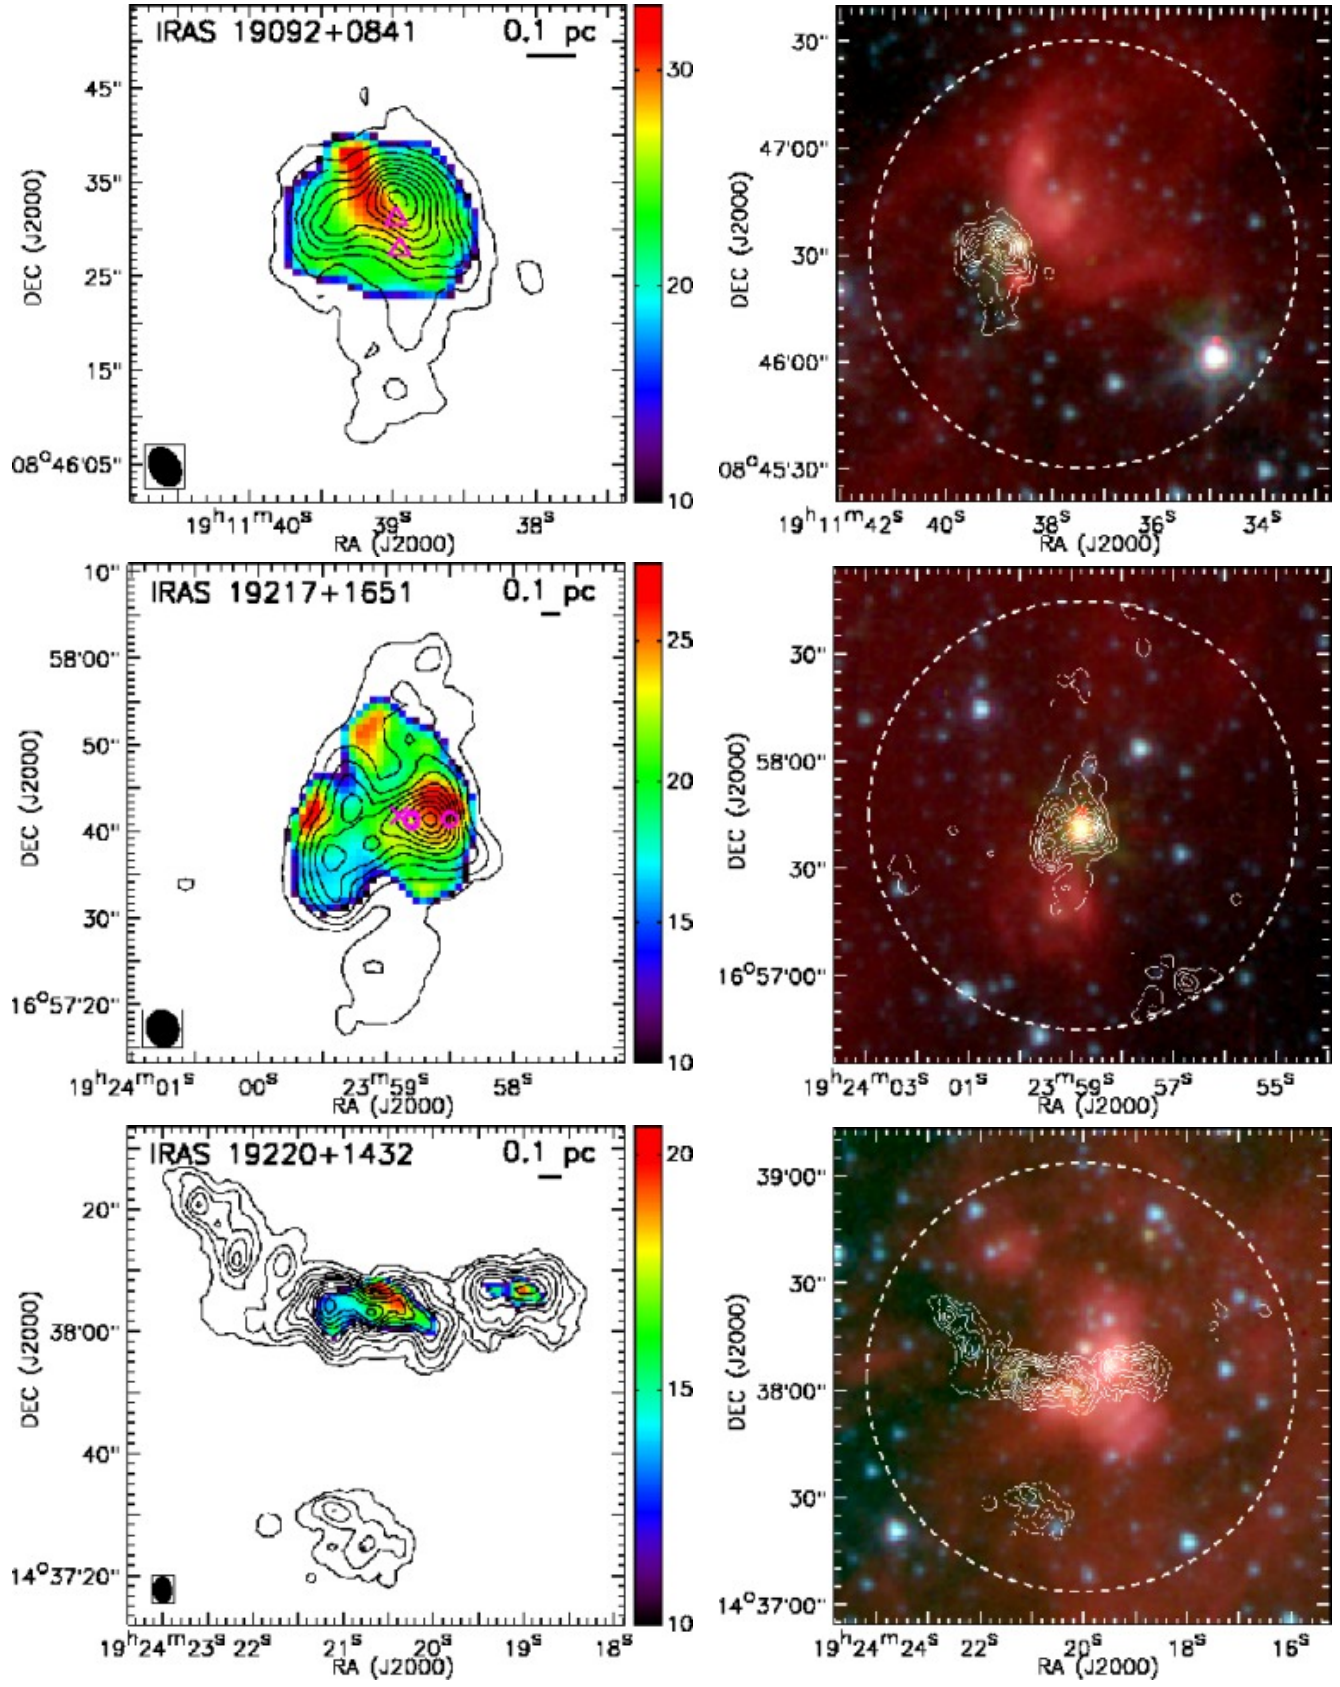 IRAS 19092+0841 0.1 pc
45"
35"
25"
15"
08°46'05"
DEC (J2000)
19ʰ11ᵐ40ˢ 39ˢ 38ˢ
RA (J2000)
30
20
10
30"
47'00"
30"
46'00"
08°45'30"
DEC (J2000)
19ʰ11ᵐ42ˢ 40ˢ 38ˢ 36ˢ 34ˢ
RA (J2000)
IRAS 19217+1651 0.1 pc
10"
58'00"
50"
40"
30"
16°57'20"
DEC (J2000)
19ʰ24ᵐ01ˢ 00ˢ 23ᵐ59ˢ 58ˢ
RA (J2000)
25
20
15
10
30"
58'00"
30"
16°57'00"
DEC (J2000)
19ʰ24ᵐ03ˢ 01ˢ 23ᵐ59ˢ 57ˢ 55ˢ
RA (J2000)
IRAS 19220+1432 0.1 pc
20"
38'00"
40"
14°37'20"
DEC (J2000)
19ʰ24ᵐ23ˢ 22ˢ 21ˢ 20ˢ 19ˢ 18ˢ
RA (J2000)
20
15
10
39'00"
30"
38'00"
30"
14°37'00"
DEC (J2000)
19ʰ24ᵐ24ˢ 22ˢ 20ˢ 18ˢ 16ˢ
RA (J2000)